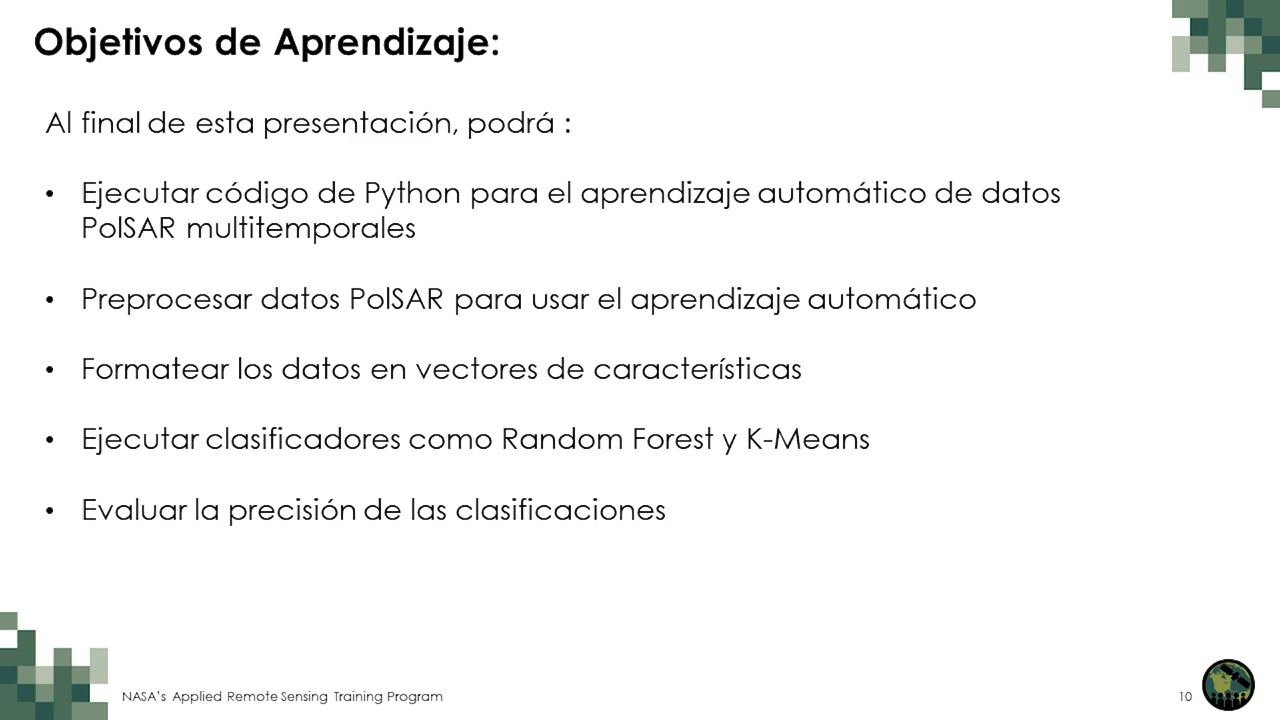 Objetivos de Aprendizaje:
Al final de esta presentación, podrá :
• Ejecutar código de Python para el aprendizaje automático de datos
PolSAR multitemporales
• Preprocesar datos PolSAR para usar el aprendizaje automático
• Formatear los datos en vectores de características
• Ejecutar clasificadores como Random Forest y K-Means
• Evaluar la precisión de las clasificaciones
NASA's Applied Remote Sensing Training Program
10